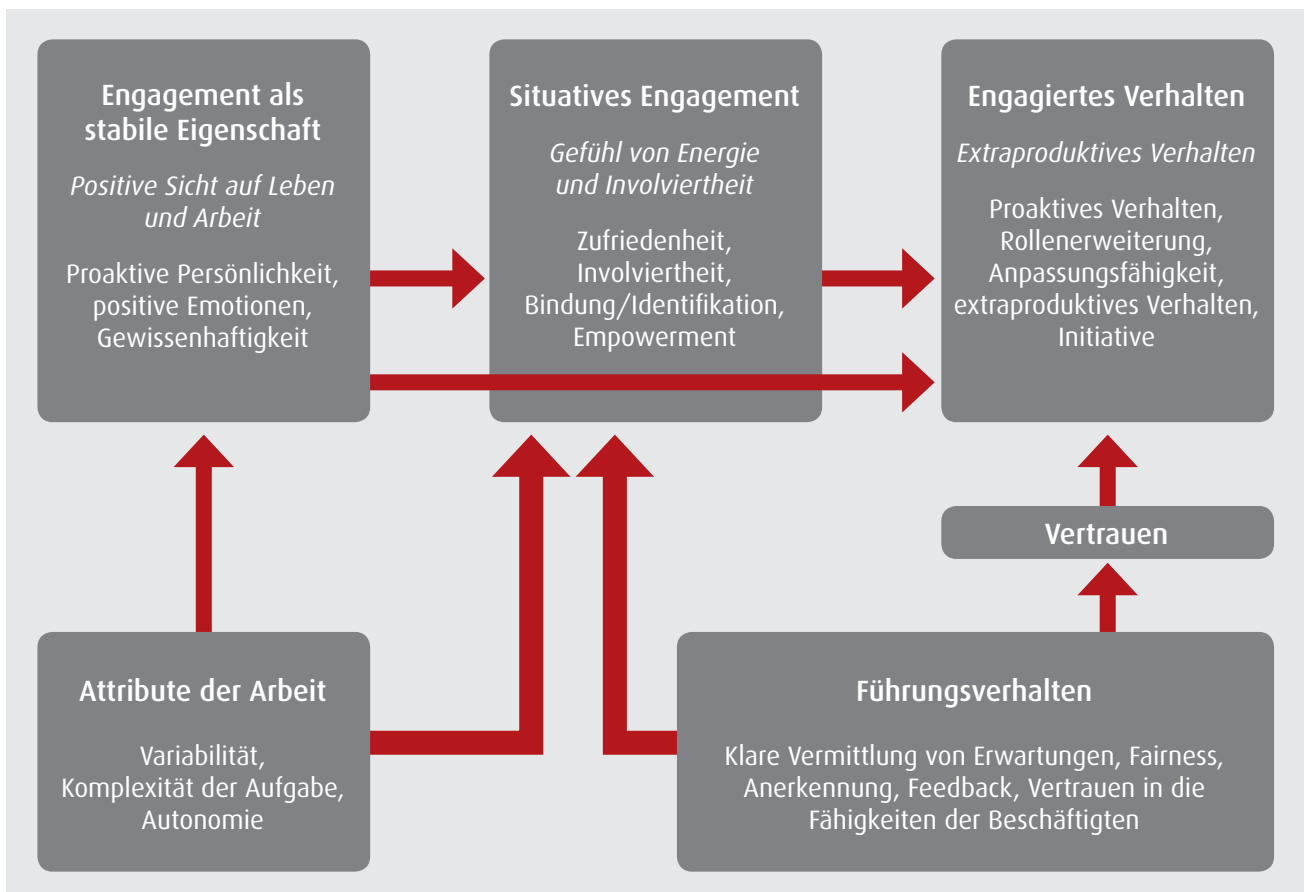 Engagement als
stabile Eigenschaft
Positive Sicht auf Leben
und Arbeit
Proaktive Persönlichkeit,
positive Emotionen,
Gewissenhaftigkeit
Situatives Engagement
Gefühl von Energie
und Involviertheit
Zufriedenheit,
Involviertheit,
Bindung/Identifikation,
Empowerment
Engagiertes Verhalten
Extraproduktives Verhalten
Proaktives Verhalten,
Rollenerweiterung,
Anpassungsfähigkeit,
extraproduktives Verhalten,
Initiative
Vertrauen
Attribute der Arbeit
Variabilität,
Komplexität der Aufgabe,
Autonomie
Führungsverhalten
Klare Vermittlung von Erwartungen, Fairness,
Anerkennung, Feedback, Vertrauen in die
Fähigkeiten der Beschäftigten